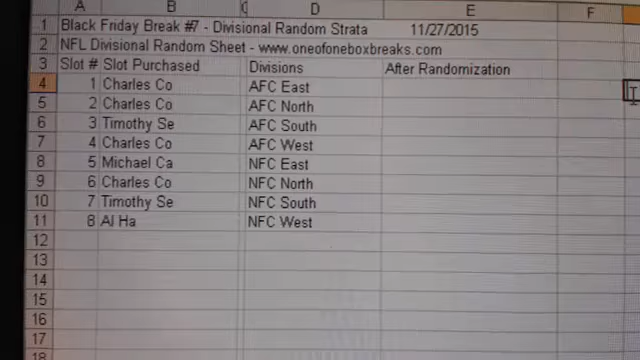 A B C D E F
1 Black Friday Break #7 - Divisional Random Strata 11/27/2015
2 NFL Divisional Random Sheet - www.oneofoneboxbreaks.com
3 Slot # Slot Purchased Divisions After Randomization
4 1 Charles Co AFC East
5 2 Charles Co AFC North
6 3 Timothy Se AFC South
7 4 Charles Co AFC West
8 5 Michael Ca NFC East
9 6 Charles Co NFC North
10 7 Timothy Se NFC South
11 8 Al Ha NFC West
12
13
14
15
16
17
18